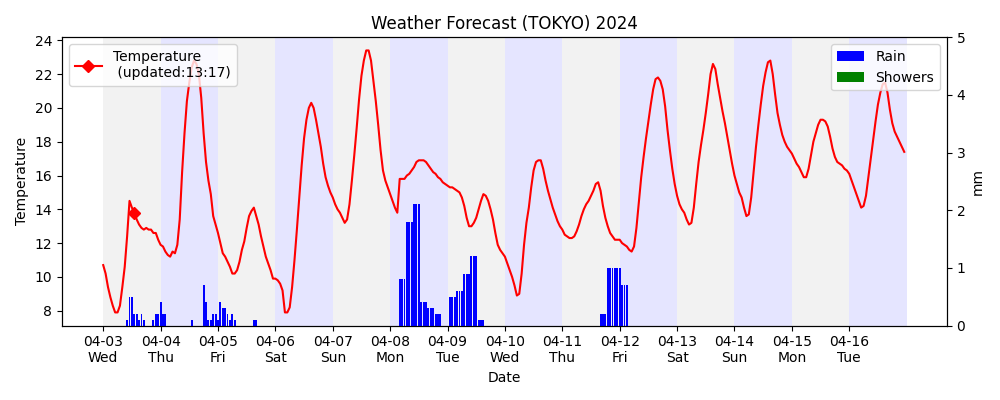 Weather Forecast (TOKYO) 2024
Temperature
(updated:13:17)
Rain
Showers
Temperature
24
22
20
18
16
14
12
10
8
5
4
3
2
1
0
mm
04-03 04-04 04-05 04-06 04-07 04-08 04-09 04-10 04-11 04-12 04-13 04-14 04-15 04-16
Wed Thu Fri Sat Sun Mon Tue Wed Thu Fri Sat Sun Mon Tue
Date